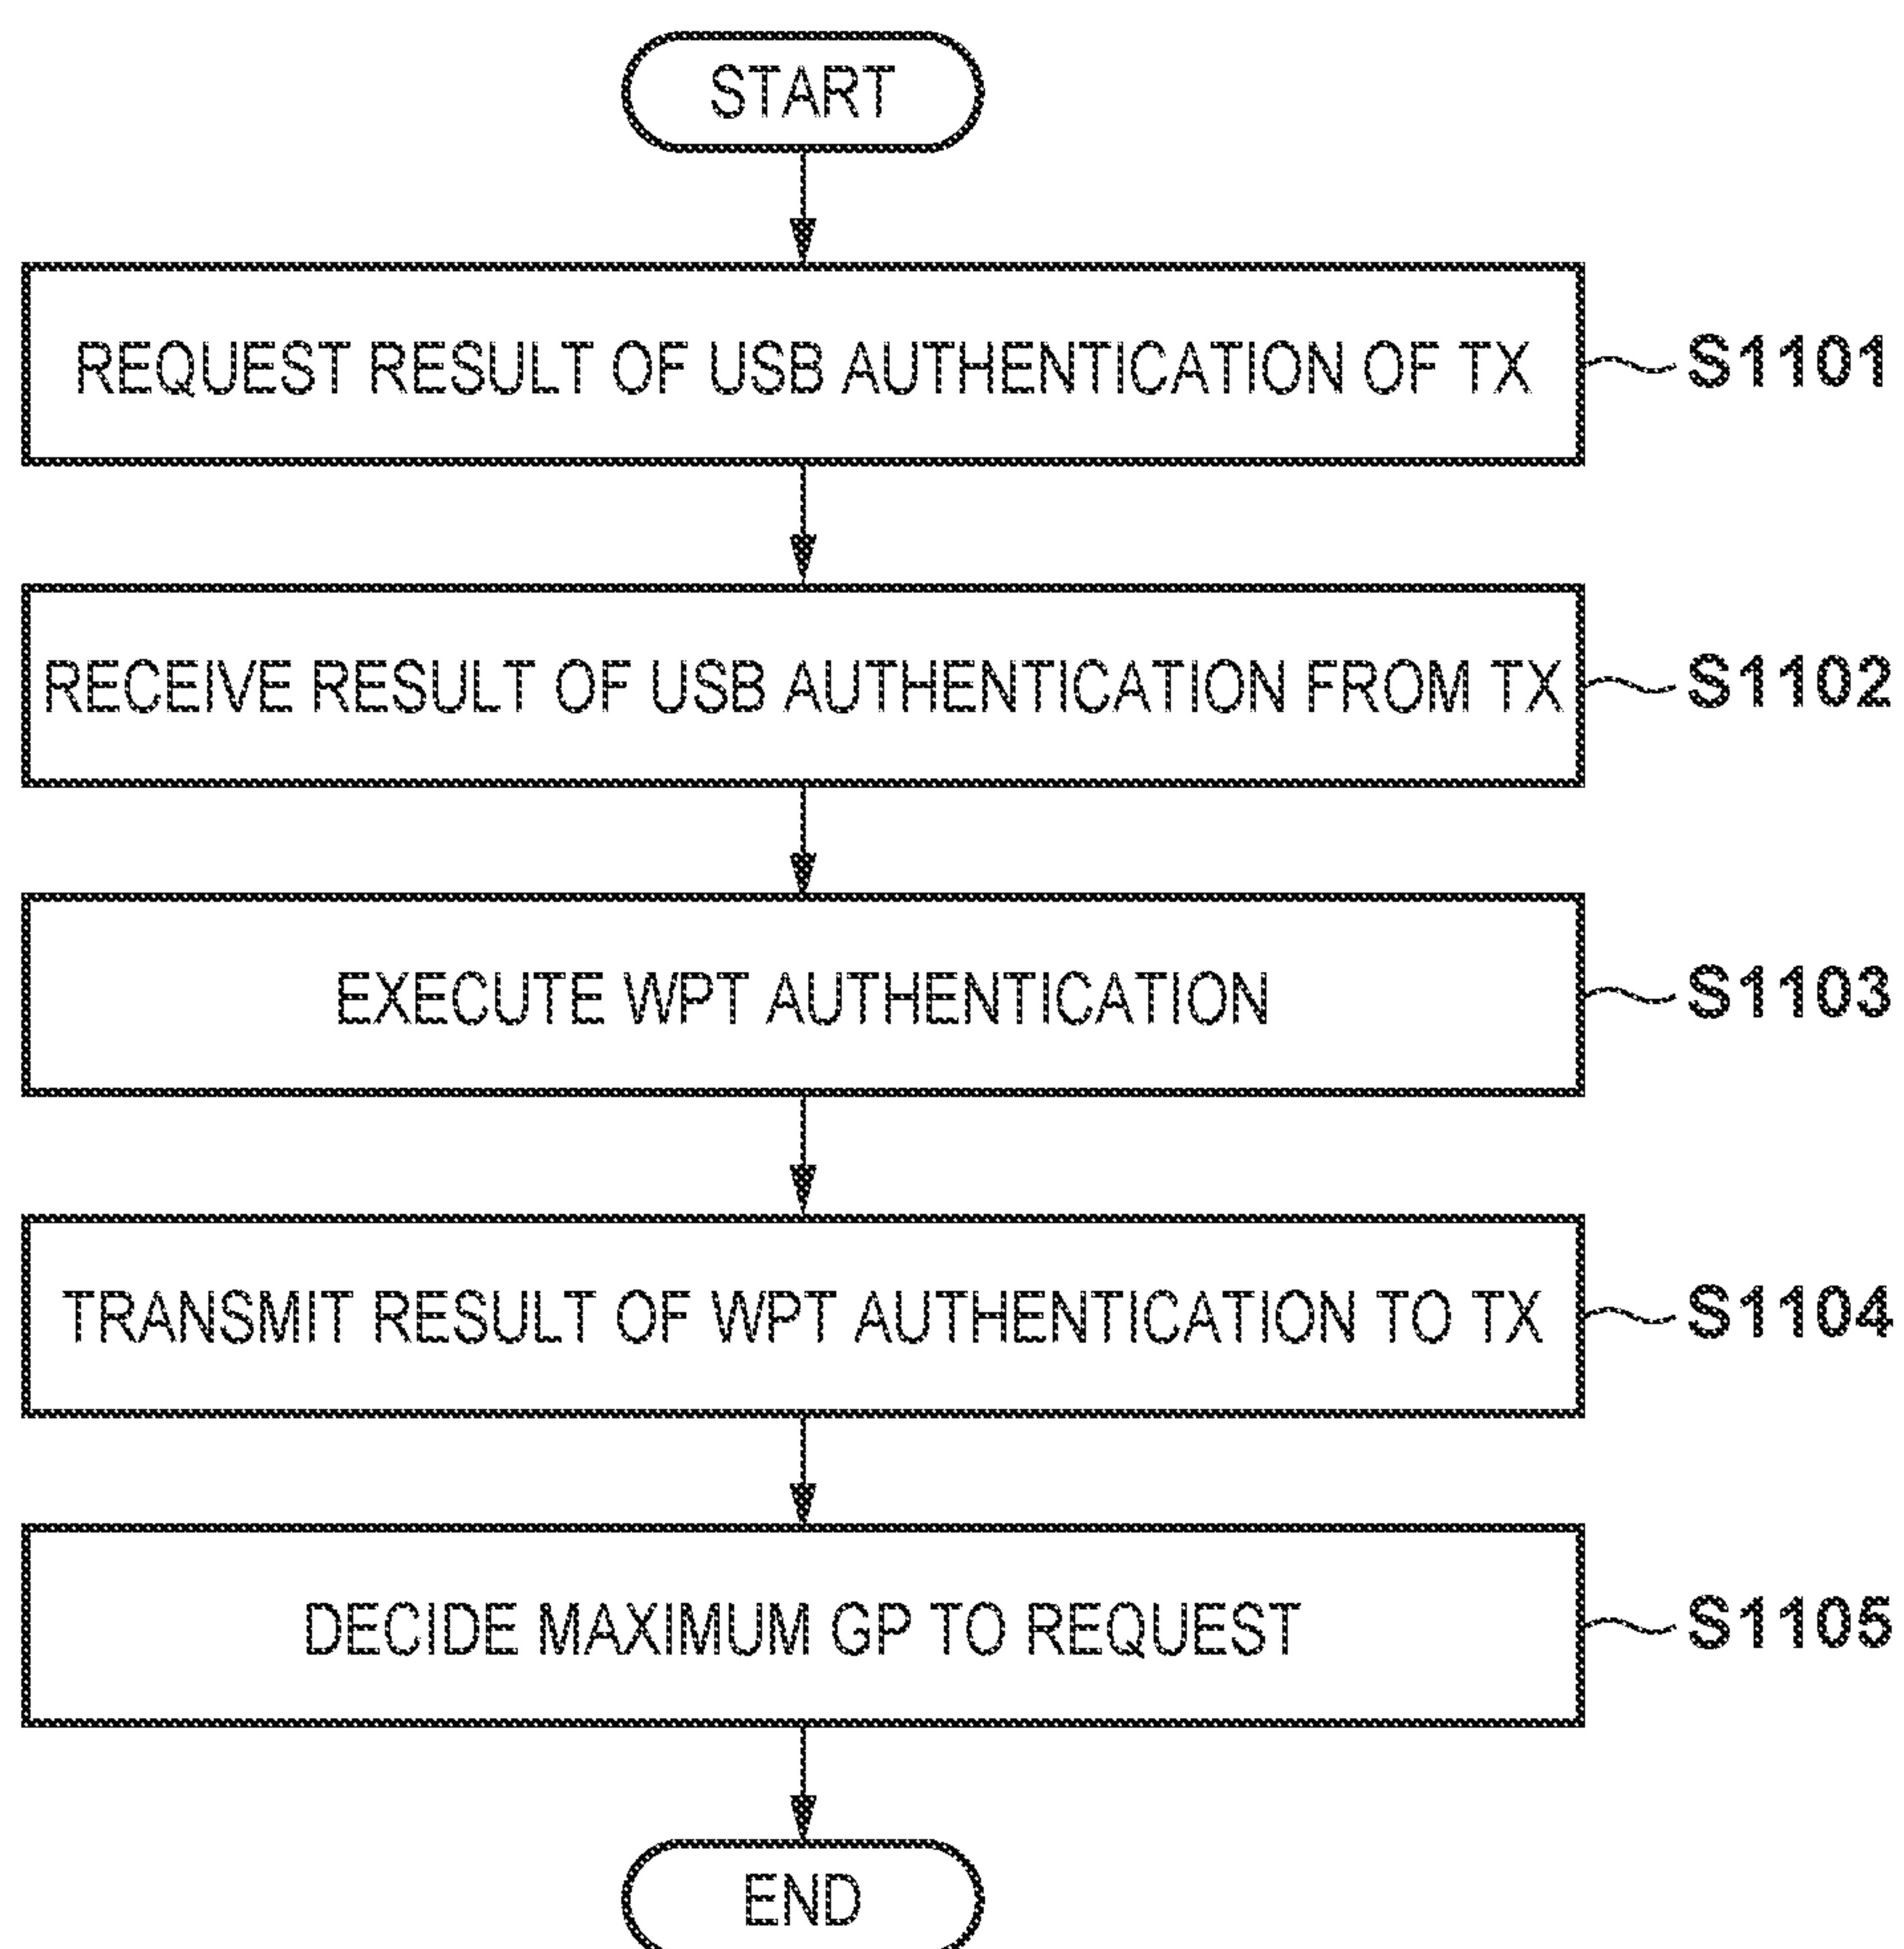 START
REQUEST RESULT OF USB AUTHENTICATION OF TX
S1101
RECEIVE RESULT OF USB AUTHENTICATION FROM TX
S1102
EXECUTE WPT AUTHENTICATION
S1103
TRANSMIT RESULT OF WPT AUTHENTICATION TO TX
S1104
DECIDE MAXIMUM GP TO REQUEST
S1105
END